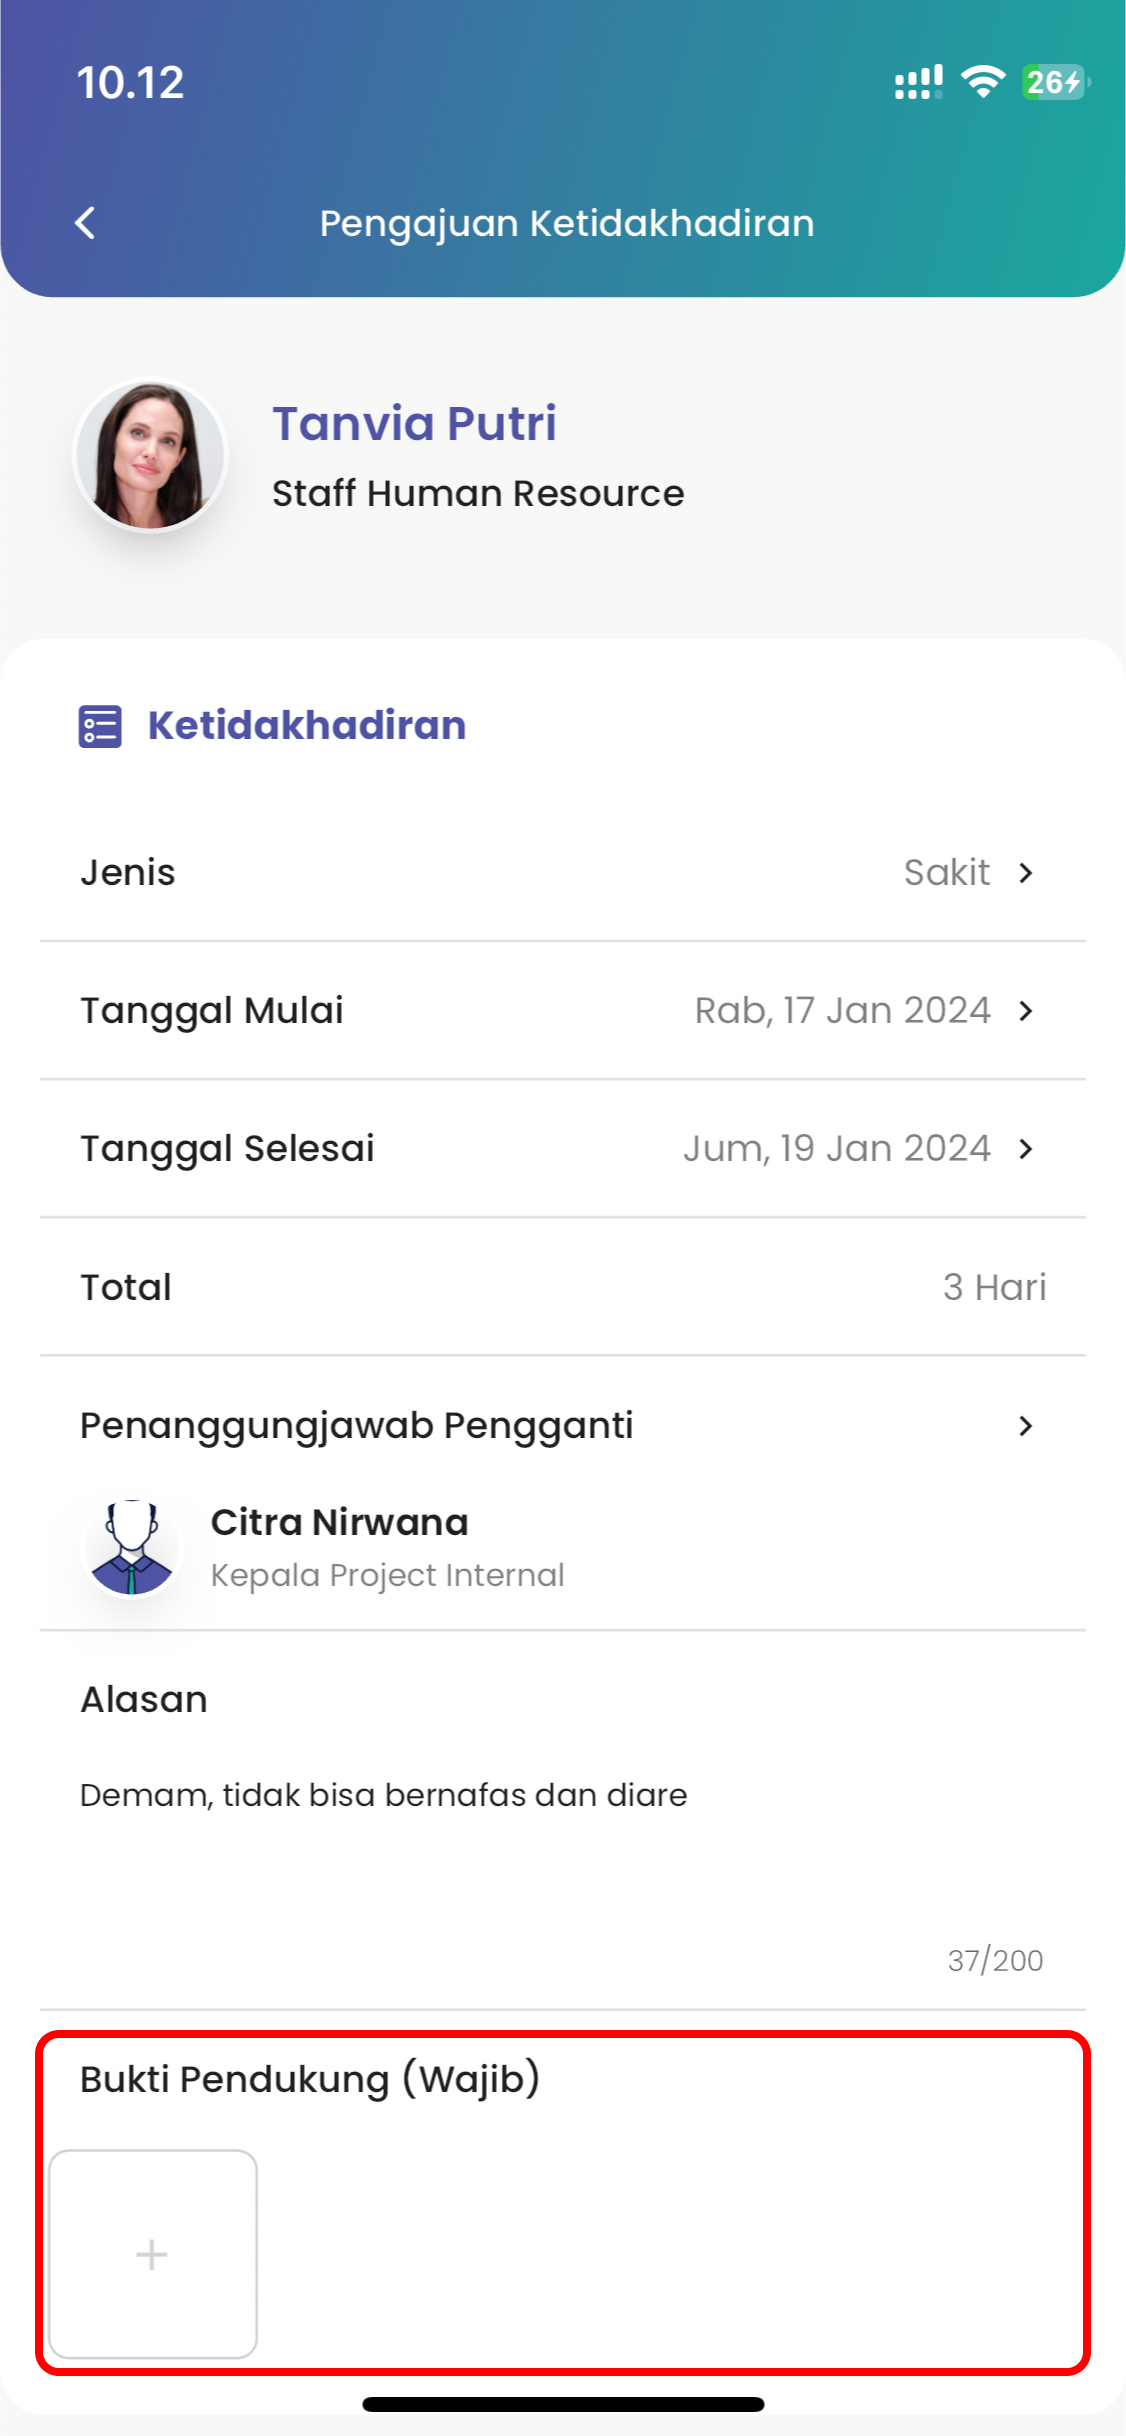 10.12
26
Pengajuan Ketidakhadiran
Tanvia Putri
Staff Human Resource
Ketidakhadiran
Jenis Sakit
Tanggal Mulai Rab, 17 Jan 2024
Tanggal Selesai Jum, 19 Jan 2024
Total 3 Hari
Penanggungjawab Pengganti
Citra Nirwana
Kepala Project Internal
Alasan
Demam, tidak bisa bernafas dan diare
37/200
Bukti Pendukung (Wajib)